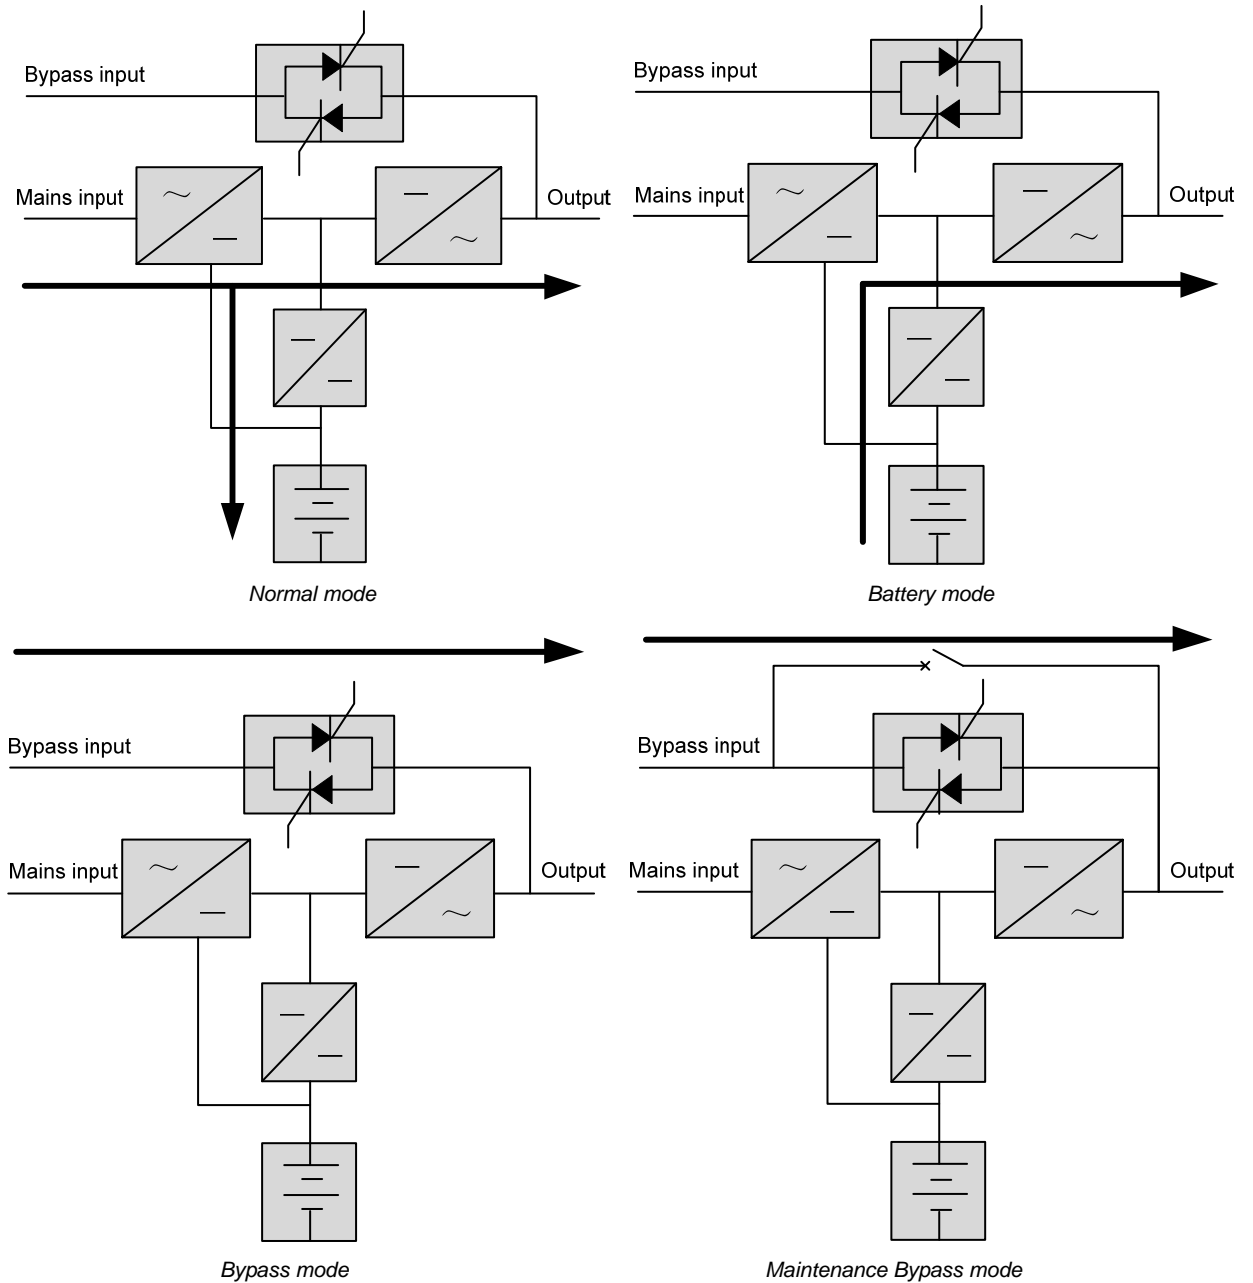 Bypass input
Mains input
Output
Normal mode
Bypass input
Mains input
Output
Battery mode
Bypass input
Mains input
Output
Bypass mode
Bypass input
Mains input
Output
Maintenance Bypass mode